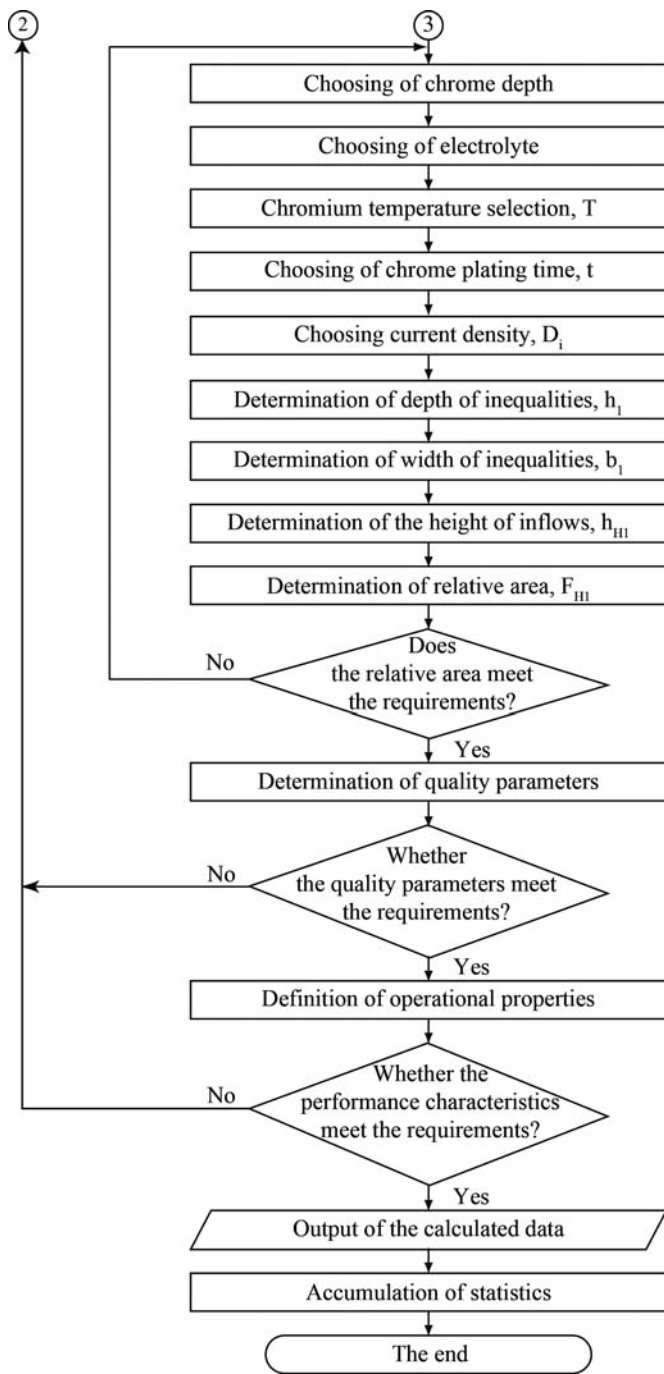 2
3
Choosing of chrome depth
Choosing of electrolyte
Chromium temperature selection, T
Choosing of chrome plating time, t
Choosing current density, Dᵢ
Determination of depth of inequalities, h₁
Determination of width of inequalities, b₁
Determination of the height of inflows, h_H1
Determination of relative area, F_H1
Does
No
the relative area meet
the requirements?
Yes
Determination of quality parameters
Whether
No
the quality parameters meet
the requirements?
Yes
Definition of operational properties
Whether the
No
performance characteristics
meet the requirements?
Yes
Output of the calculated data
Accumulation of statistics
The end